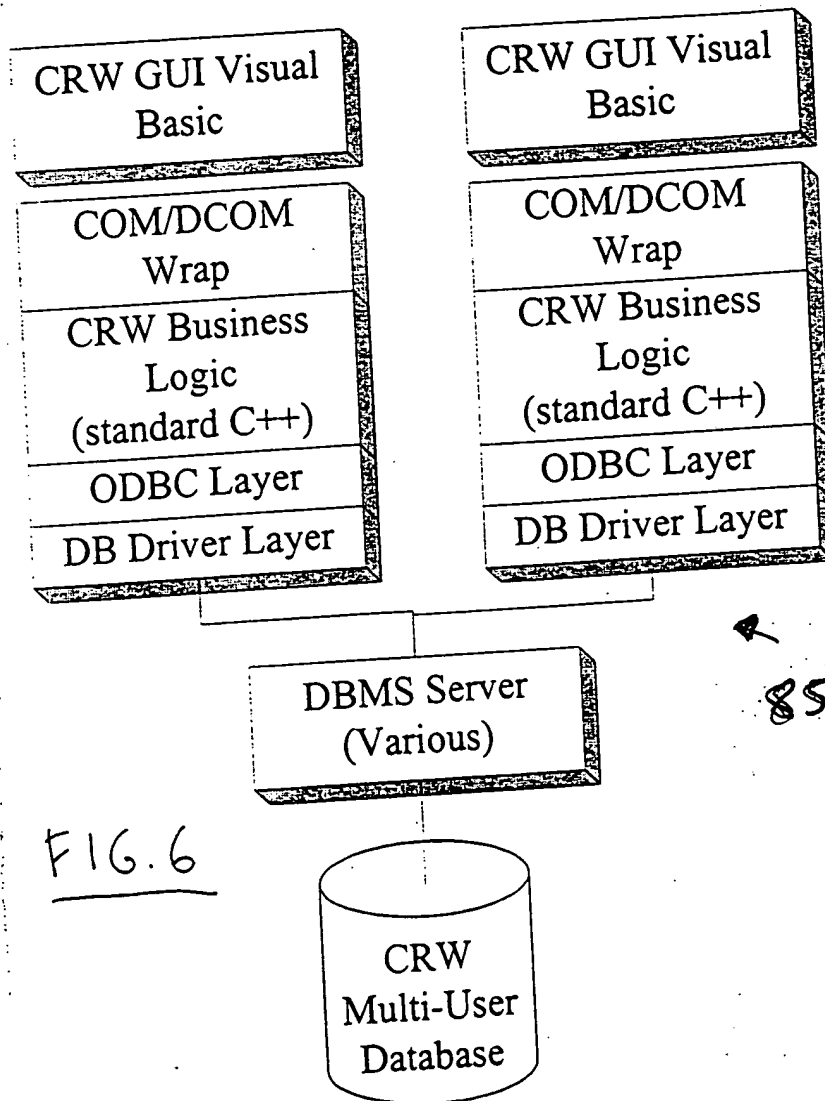 CRW GUI Visual
Basic
COM/DCOM
Wrap
CRW Business
Logic
(standard C++)
ODBC Layer
DB Driver Layer
CRW GUI Visual
Basic
COM/DCOM
Wrap
CRW Business
Logic
(standard C++)
ODBC Layer
DB Driver Layer
85
DBMS Server
(Various)
FIG.6
CRW
Multi-User
Database